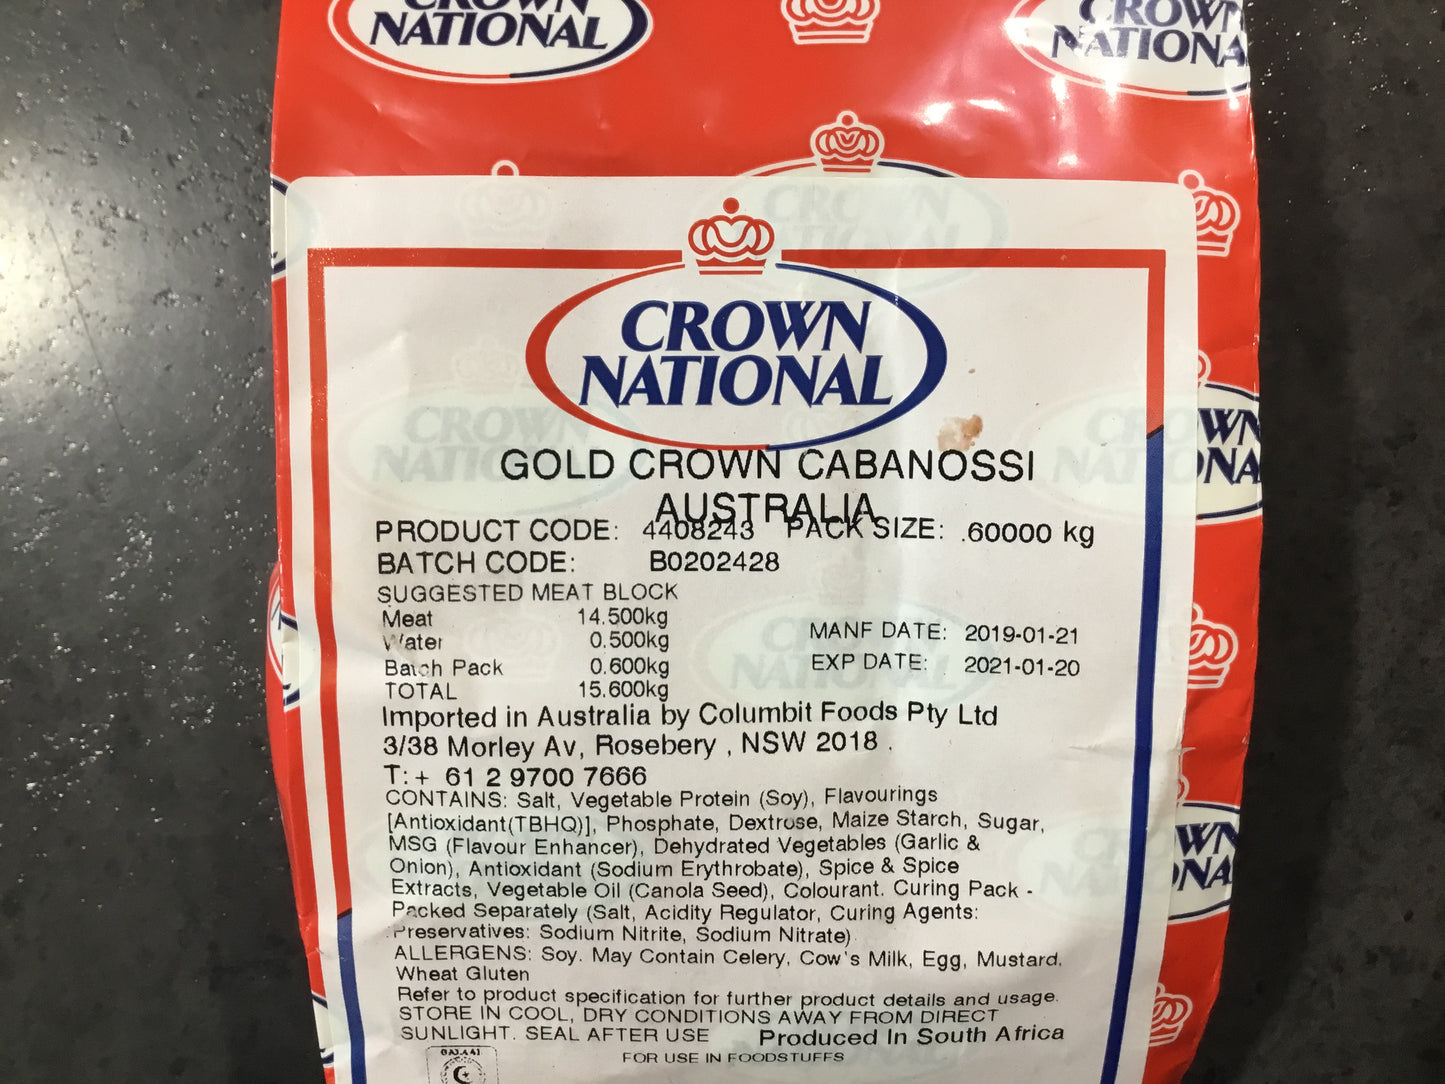 CROWN
NATIONAL
CROWN
NATIONA
CROWN
NATIONAL
GOLD CROWN CABANOSSI
AUSTRALIA
PRODUCT CODE: 4408243 PACK SIZE: .60000 kg
BATCH CODE: B0202428
SUGGESTED MEAT BLOCK
Meat 14.500kg
Water 0.500kg
MANF DATE: 2019-01-21
Batch Pack 0.600kg
EXP DATE: 2021-01-20
TOTAL 15.600kg
Imported in Australia by Columbit Foods Pty Ltd
3/38 Morley Av, Rosebery , NSW 2018 .
T: + 61 2 9700 7666
CONTAINS: Salt, Vegetable Protein (Soy), Flavourings
[Antioxidant(TBHQ)], Phosphate, Dextrose, Maize Starch, Sugar,
MSG (Flavour Enhancer), Dehydrated Vegetables (Garlic &
Onion), Antioxidant (Sodium Erythrobate), Spice & Spice
Extracts, Vegetable Oil (Canola Seed), Colourant. Curing Pack -
Packed Separately (Salt, Acidity Regulator, Curing Agents:
Preservatives: Sodium Nitrite, Sodium Nitrate)
ALLERGENS: Soy. May Contain Celery, Cow's Milk, Egg, Mustard,
Wheat Gluten
Refer to product specification for further product details and usage.
STORE IN COOL, DRY CONDITIONS AWAY FROM DIRECT
SUNLIGHT. SEAL AFTER USE Produced In South Africa
FOR USE IN FOODSTUFFS